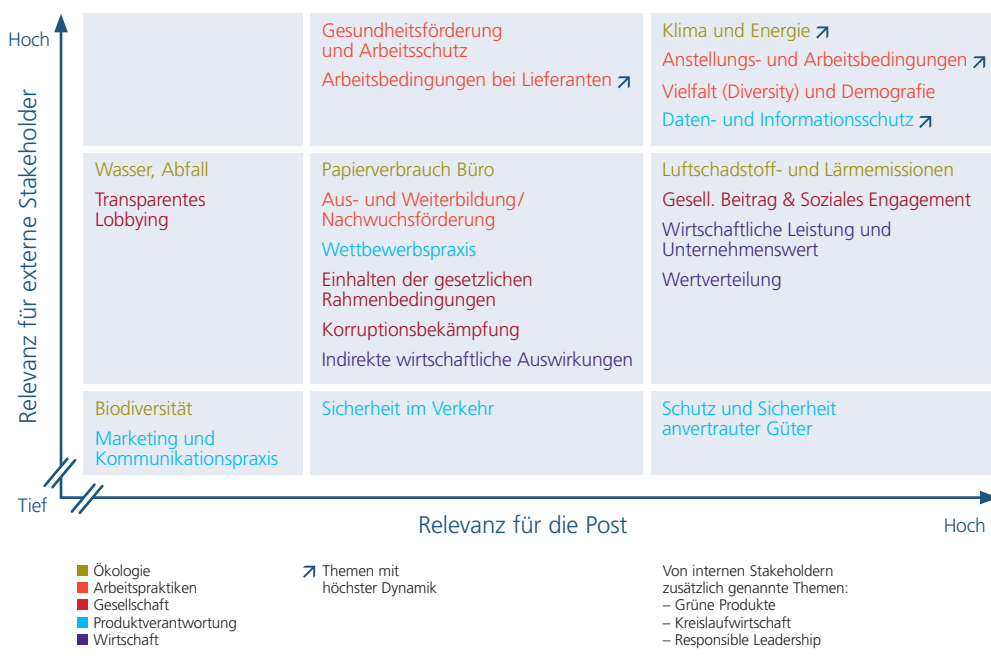 Hoch
Relevanz für externe Stakeholder
Gesundheitsförderung
und Arbeitsschutz
Arbeitsbedingungen bei Lieferanten
Klima und Energie
Anstellungs- und Arbeitsbedingungen
Vielfalt (Diversity) und Demografie
Daten- und Informationsschutz
Wasser, Abfall
Transparentes
Lobbying
Papierverbrauch Büro
Aus- und Weiterbildung/
Nachwuchsförderung
Wettbewerbspraxis
Einhalten der gesetzlichen
Rahmenbedingungen
Korruptionsbekämpfung
Indirekte wirtschaftliche Auswirkungen
Luftschadstoff- und Lärmemissionen
Gesell. Beitrag & Soziales Engagement
Wirtschaftliche Leistung und
Unternehmenswert
Wertverteilung
Biodiversität
Marketing und
Kommunikationspraxis
Sicherheit im Verkehr
Schutz und Sicherheit
anvertrauter Güter
Tief
Relevanz für die Post
Hoch
Ökologie
Arbeitspraktiken
Gesellschaft
Produktverantwortung
Wirtschaft
Themen mit
höchster Dynamik
Von internen Stakeholdern
zusätzlich genannte Themen:
– Grüne Produkte
– Kreislaufwirtschaft
– Responsible Leadership